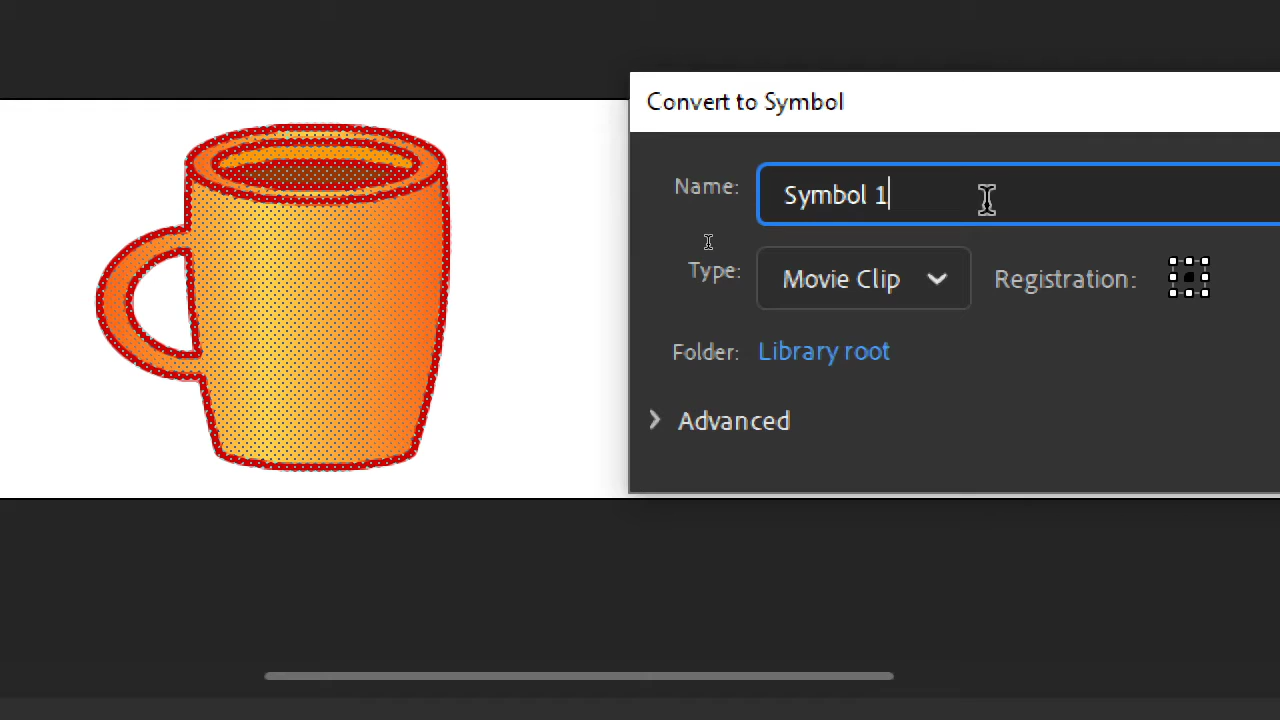 Convert to Symbol
Name: Symbol 1
Type: Movie Clip Registration:
Folder: Library root
Advanced